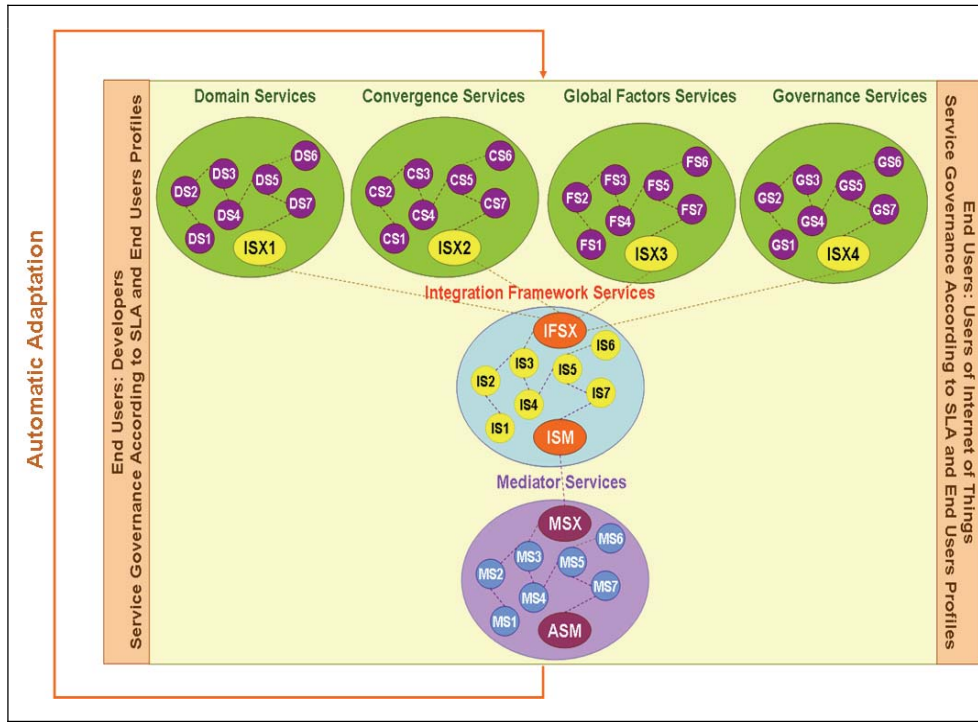 Automatic Adaptation
End Users: Developers
Service Governance According to SLA and End Users Profiles
Domain Services
Convergence Services
Global Factors Services
Governance Services
DS6
DS3
DS5
DS2
DS7
DS4
DS1
ISX1
CS6
CS3
CS5
CS2
CS7
CS4
CS1
ISX2
FS6
FS3
FS5
FS2
FS7
FS4
FS1
ISX3
GS6
GS3
GS5
GS2
GS7
GS4
GS1
ISX4
Integration Framework Services
IFSX
IS6
IS3
IS5
IS2
IS7
IS4
IS1
ISM
Mediator Services
MSX
MS6
MS3
MS5
MS2
MS7
MS4
MS1
ASM
End Users: Users of Internet of Things
Service Governance According to SLA and End Users Profiles